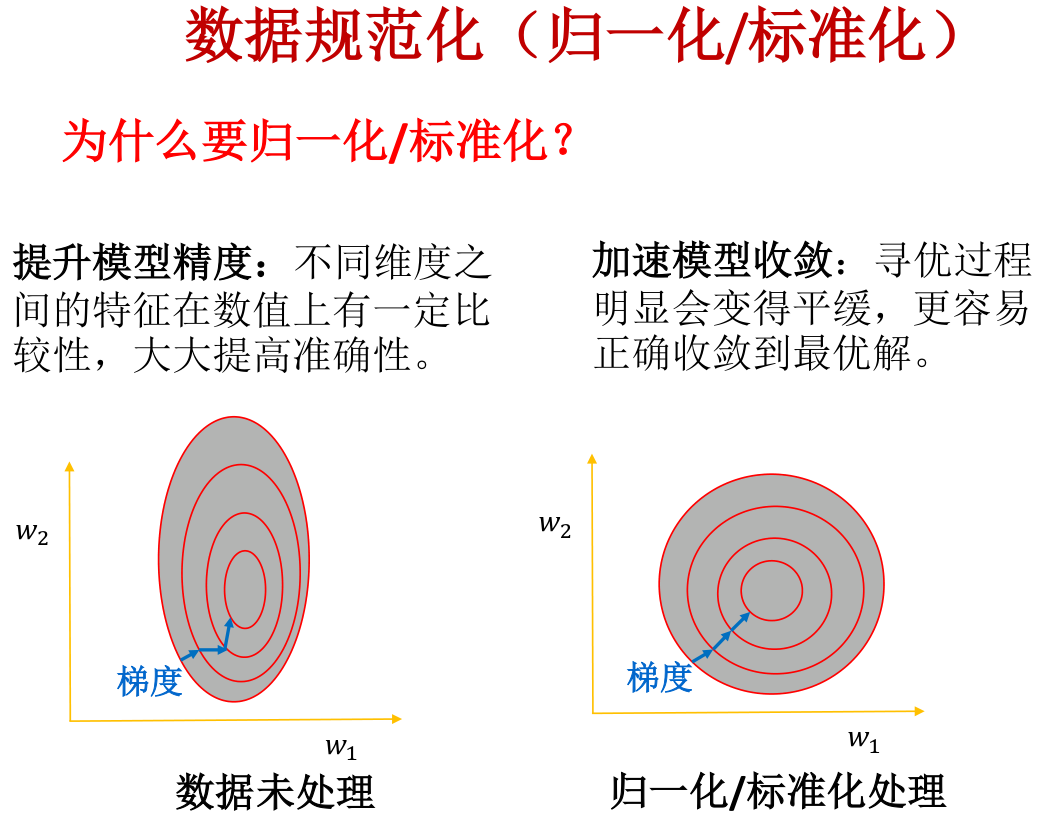 数据规范化（归一化/标准化）
为什么要归一化/标准化？
提升模型精度：不同维度之
间的特征在数值上有一定比
较性，大大提高准确性。
加速模型收敛：寻优过程
明显会变得平缓，更容易
正确收敛到最优解。
w₂
梯度
w₁
数据未处理
w₂
梯度
w₁
归一化/标准化处理